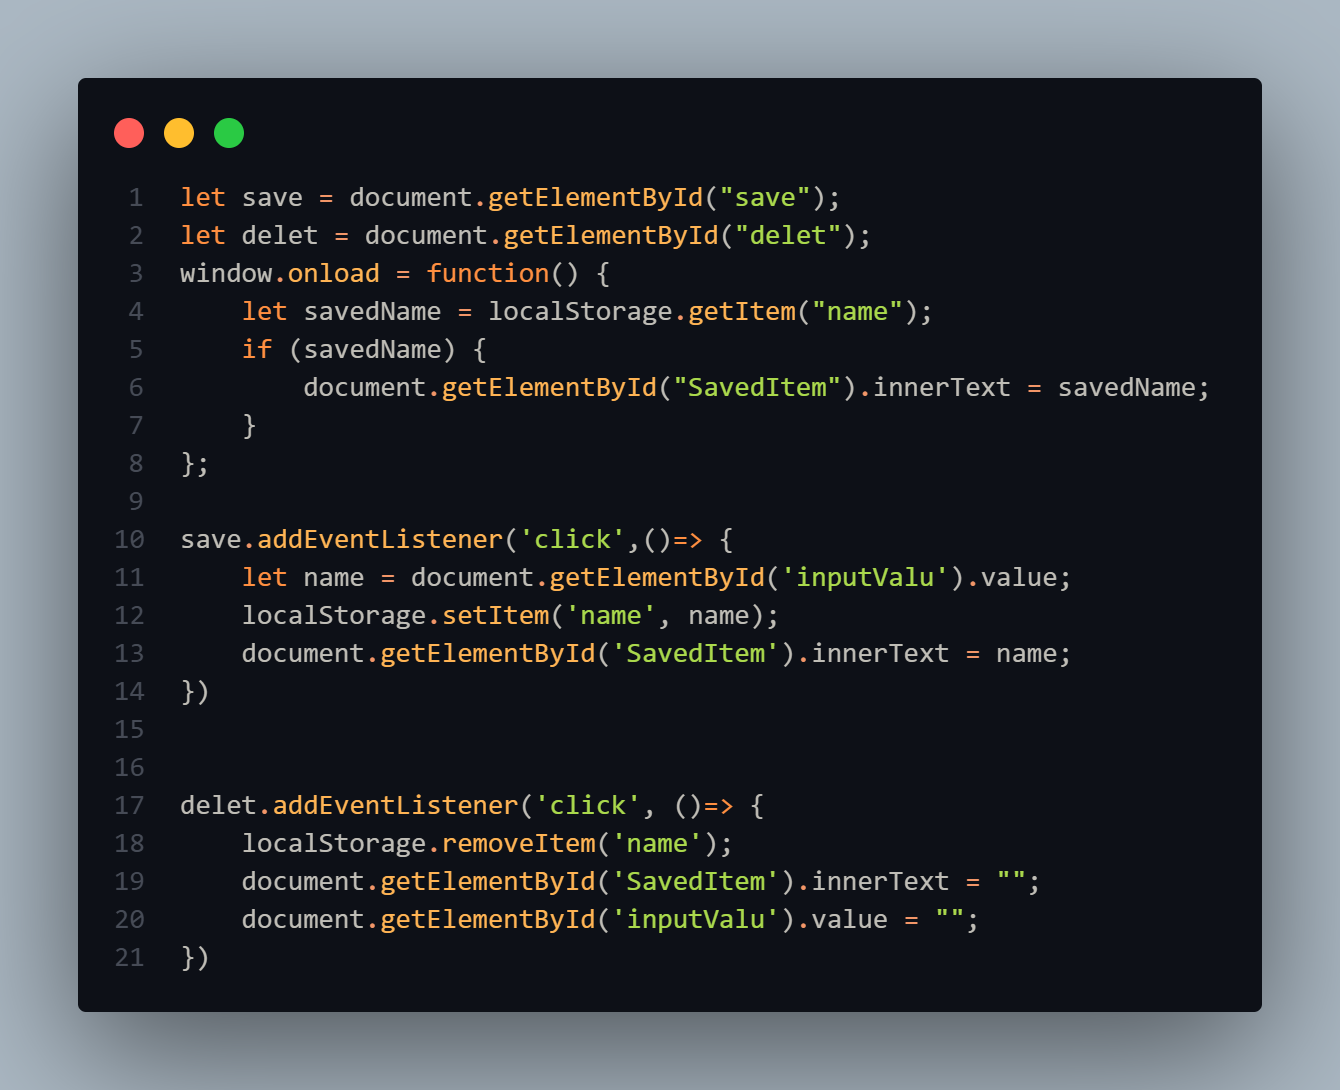 1 let save = document.getElementById("save");
2 let delet = document.getElementById("delet");
3 window.onload = function() {
4     let savedName = localStorage.getItem("name");
5     if (savedName) {
6         document.getElementById("SavedItem").innerText = savedName;
7     }
8 };
9
10 save.addEventListener('click',()=> {
11     let name = document.getElementById('inputValu').value;
12     localStorage.setItem('name', name);
13     document.getElementById('SavedItem').innerText = name;
14 })
15
16
17 delet.addEventListener('click', ()=> {
18     localStorage.removeItem('name');
19     document.getElementById('SavedItem').innerText = "";
20     document.getElementById('inputValu').value = "";
21 })